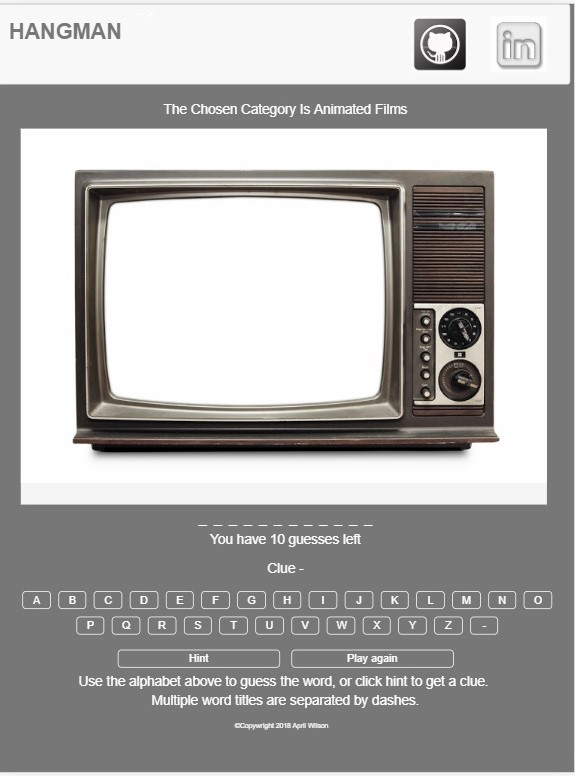 HANGMAN
in
The Chosen Category Is Animated Films
_ _ _ _ _ _ _ _ _ _ _ _
You have 10 guesses left
Clue -
A B C D E F G H I J K L M N O
P Q R S T U V W X Y Z -
Hint Play again
Use the alphabet above to guess the word, or click hint to get a clue.
Multiple word titles are separated by dashes.
©Copywright 2018 April Wilson